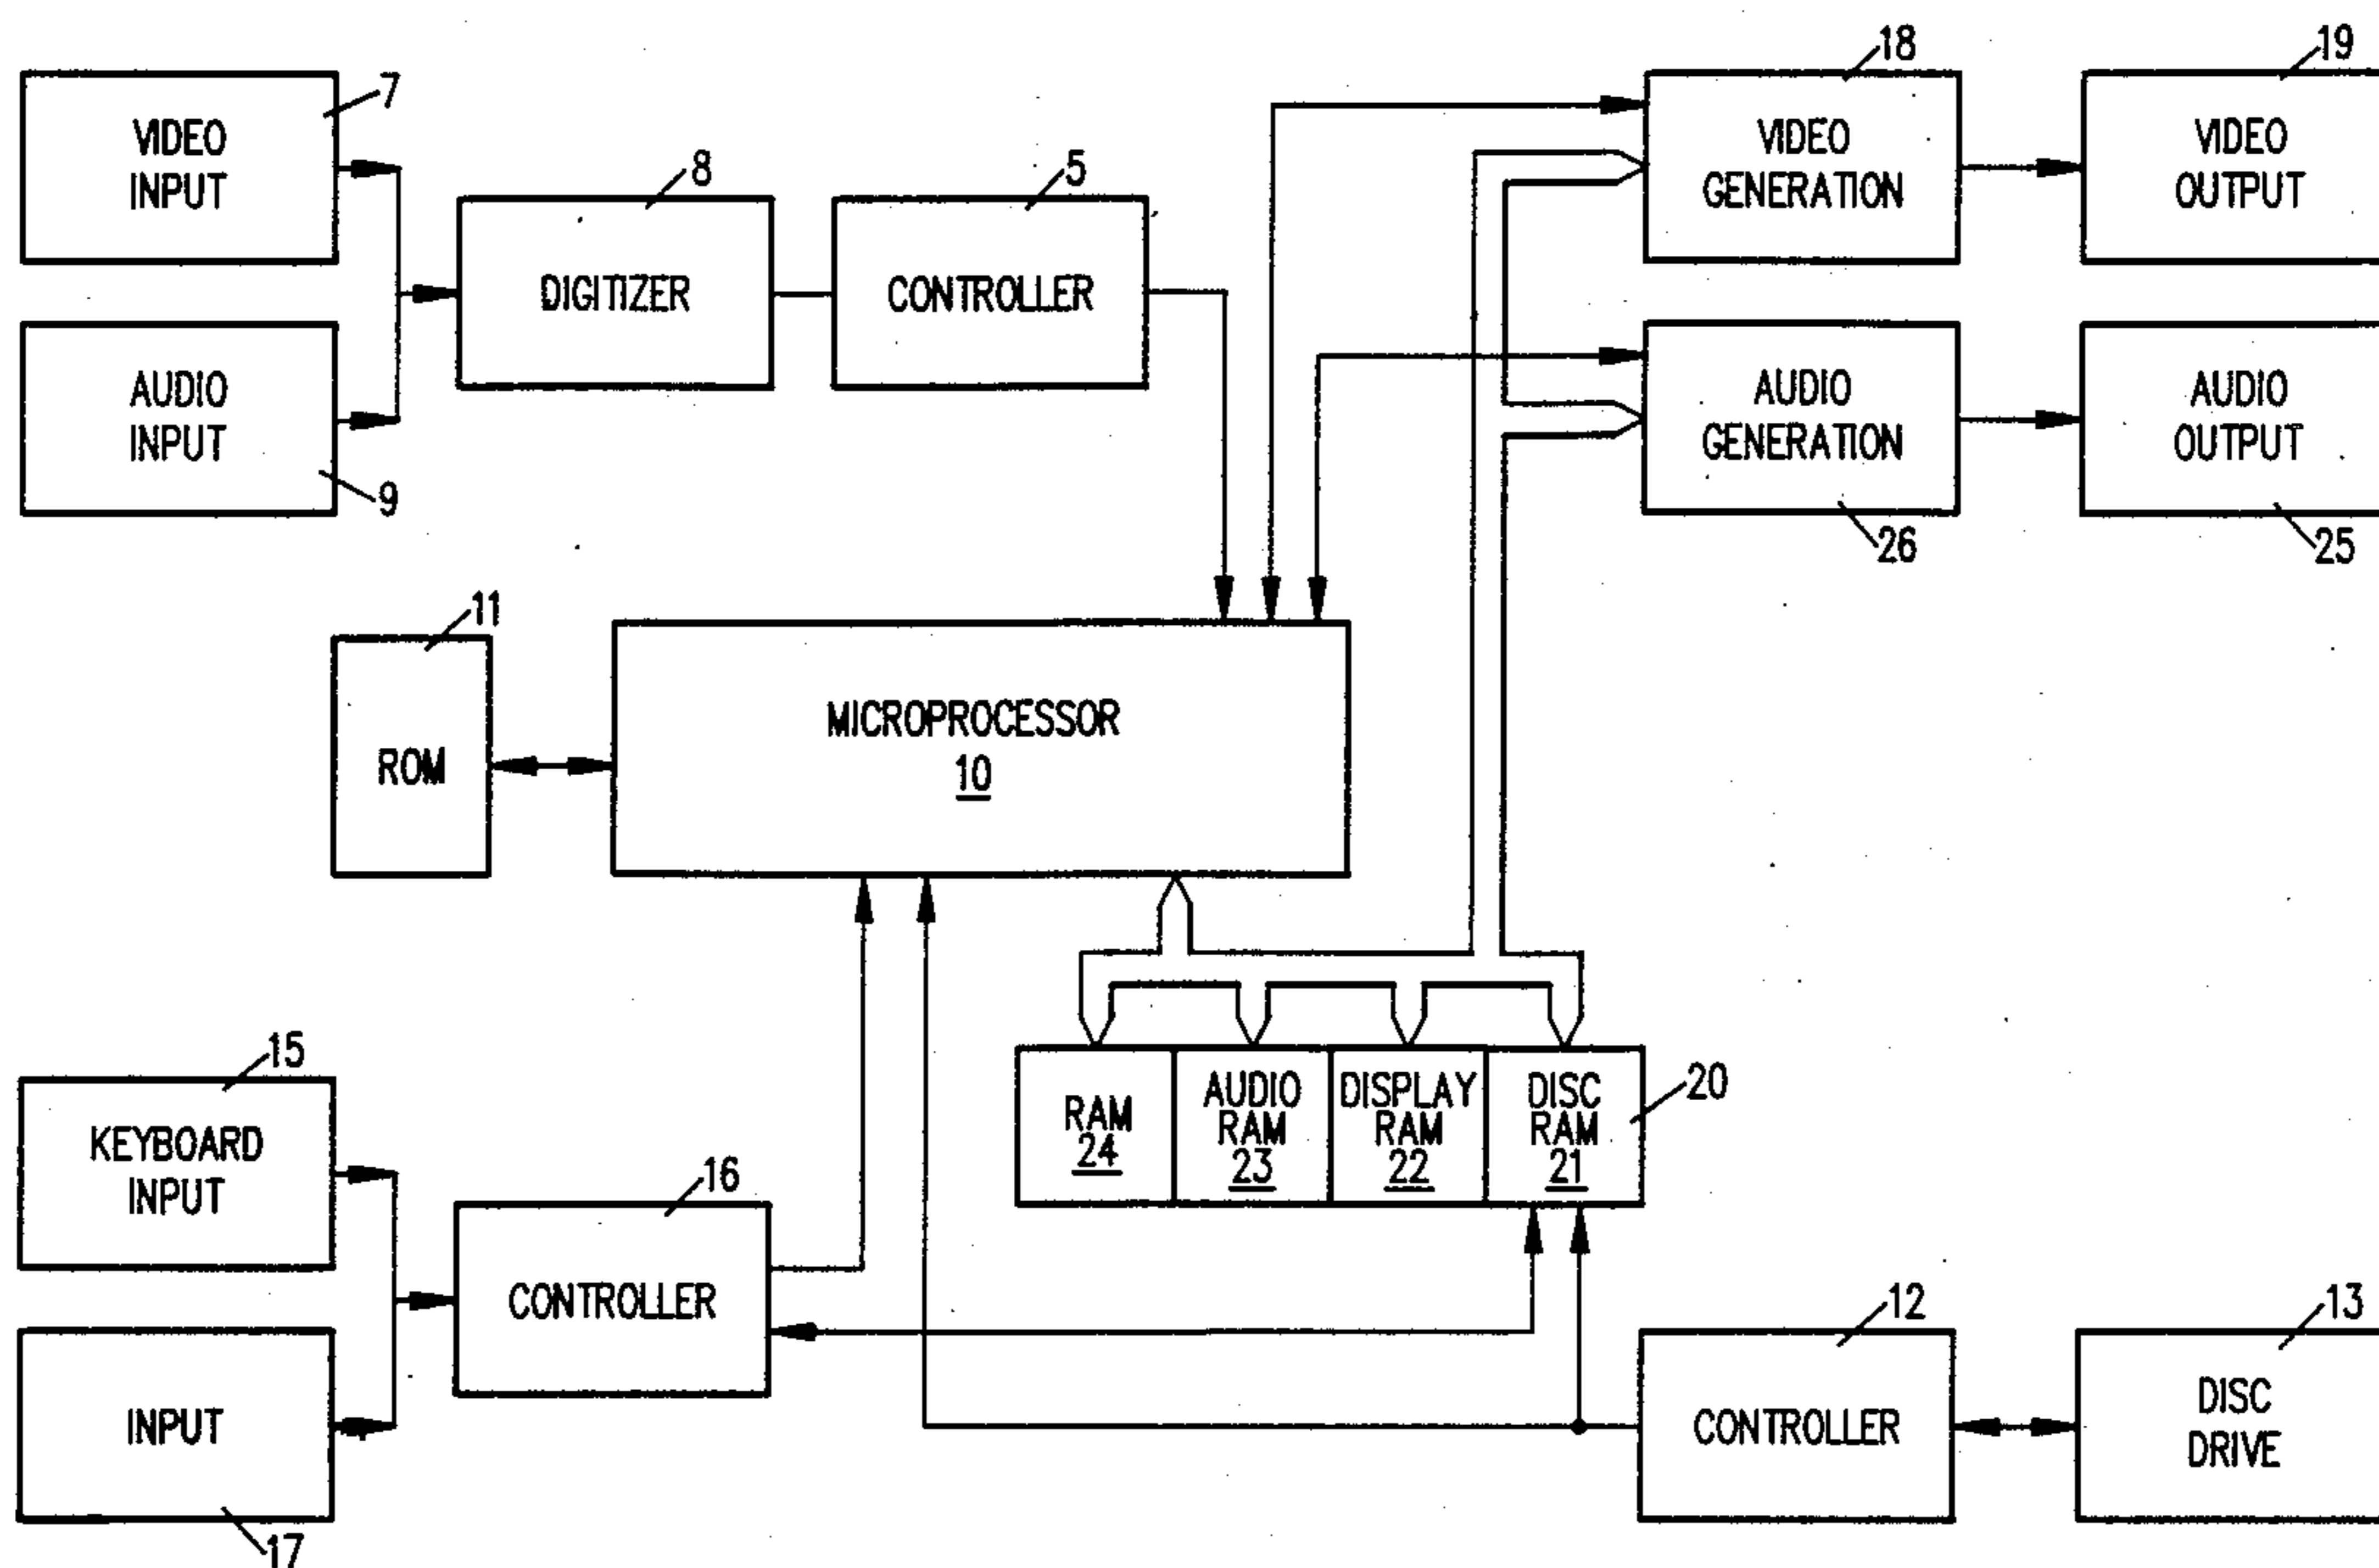 7
VIDEO
INPUT
AUDIO
INPUT
9
8
DIGITIZER
5
CONTROLLER
18
VIDEO
GENERATION
19
VIDEO
OUTPUT
AUDIO
GENERATION
26
AUDIO
OUTPUT
25
11
ROM
MICROPROCESSOR
10
RAM
24
AUDIO
RAM
23
DISPLAY
RAM
22
DISC
RAM
21
20
15
KEYBOARD
INPUT
INPUT
17
16
CONTROLLER
12
CONTROLLER
13
DISC
DRIVE